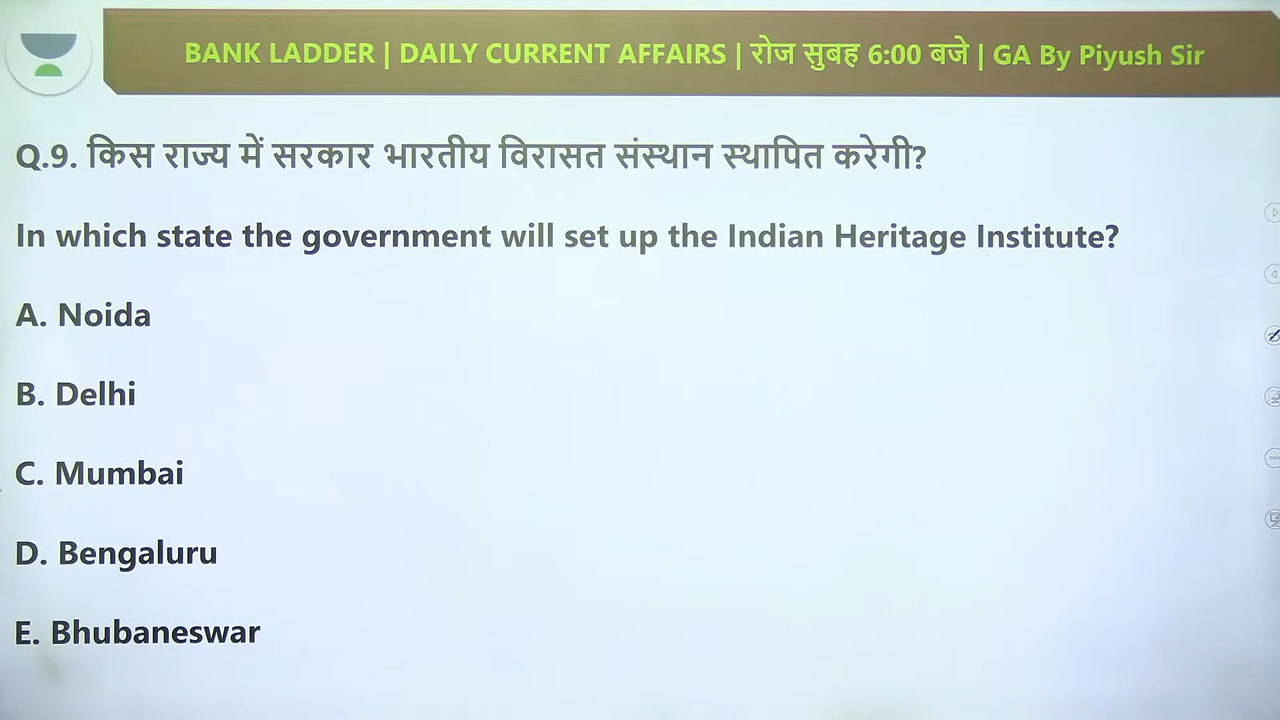 BANK LADDER | DAILY CURRENT AFFAIRS | रोज सुबह 6:00 बजे | GA By Piyush Sir
Q.9. किस राज्य में सरकार भारतीय विरासत संस्थान स्थापित करेगी?
In which state the government will set up the Indian Heritage Institute?
A. Noida
B. Delhi
C. Mumbai
D. Bengaluru
E. Bhubaneswar